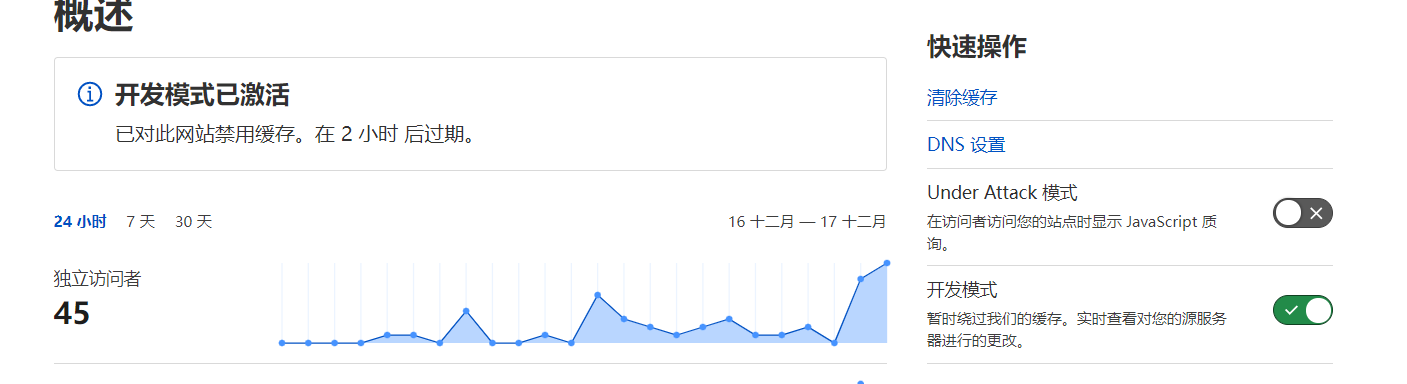 概述
开发模式已激活
已对此网站禁用缓存。在 2 小时 后过期。
24 小时 7 天 30 天
16 十二月 — 17 十二月
独立访问者
45
快速操作
清除缓存
DNS 设置
Under Attack 模式
在访问者访问您的站点时显示 JavaScript 质
询。
开发模式
暂时绕过我们的缓存。实时查看对您的源服务
器进行的更改。